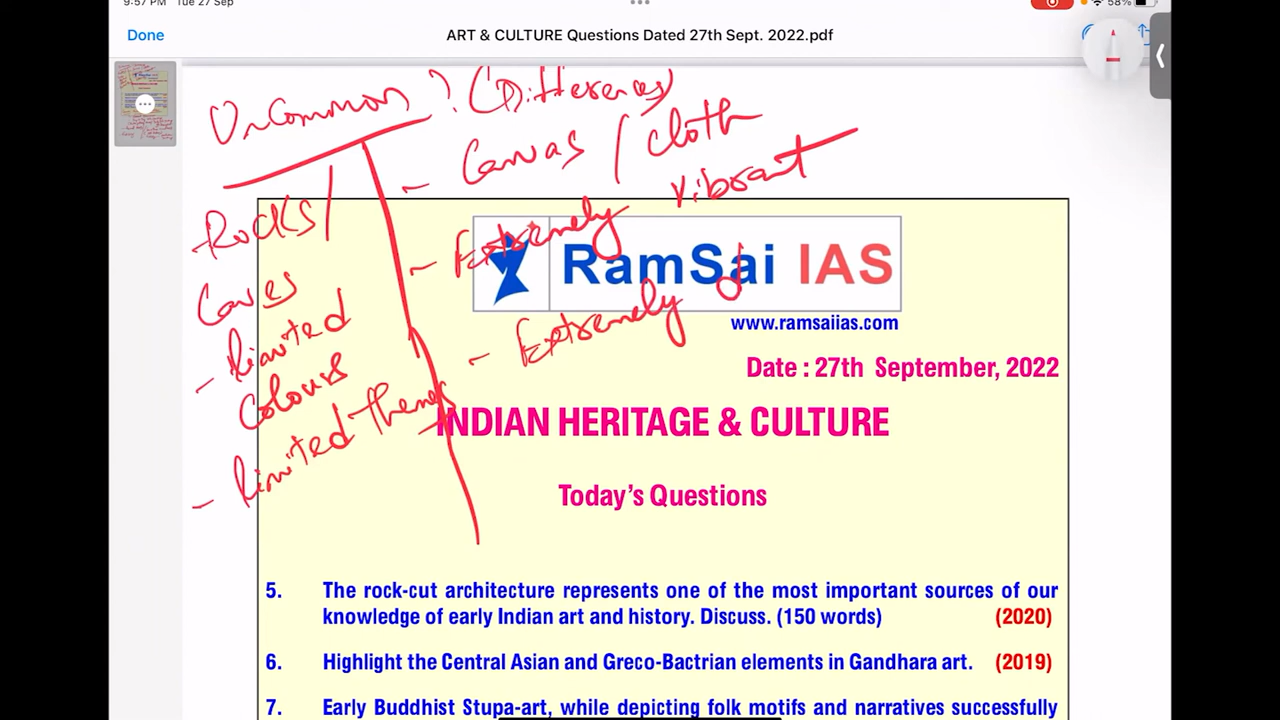 9:57 PM Tue 27 Sep
58%
Done
ART & CULTURE Questions Dated 27th Sept. 2022.pdf
UnCommon ? (Differences)
Rocks/
Caves
- limited
Colours
- limited themes
- Canvas / cloth
- Extremely vibrant
- Extremely d
RamSai IAS
www.ramsaiias.com
Date : 27th September, 2022
INDIAN HERITAGE & CULTURE
Today's Questions
5. The rock-cut architecture represents one of the most important sources of our
knowledge of early Indian art and history. Discuss. (150 words) (2020)
6. Highlight the Central Asian and Greco-Bactrian elements in Gandhara art. (2019)
7. Early Buddhist Stupa-art, while depicting folk motifs and narratives successfully